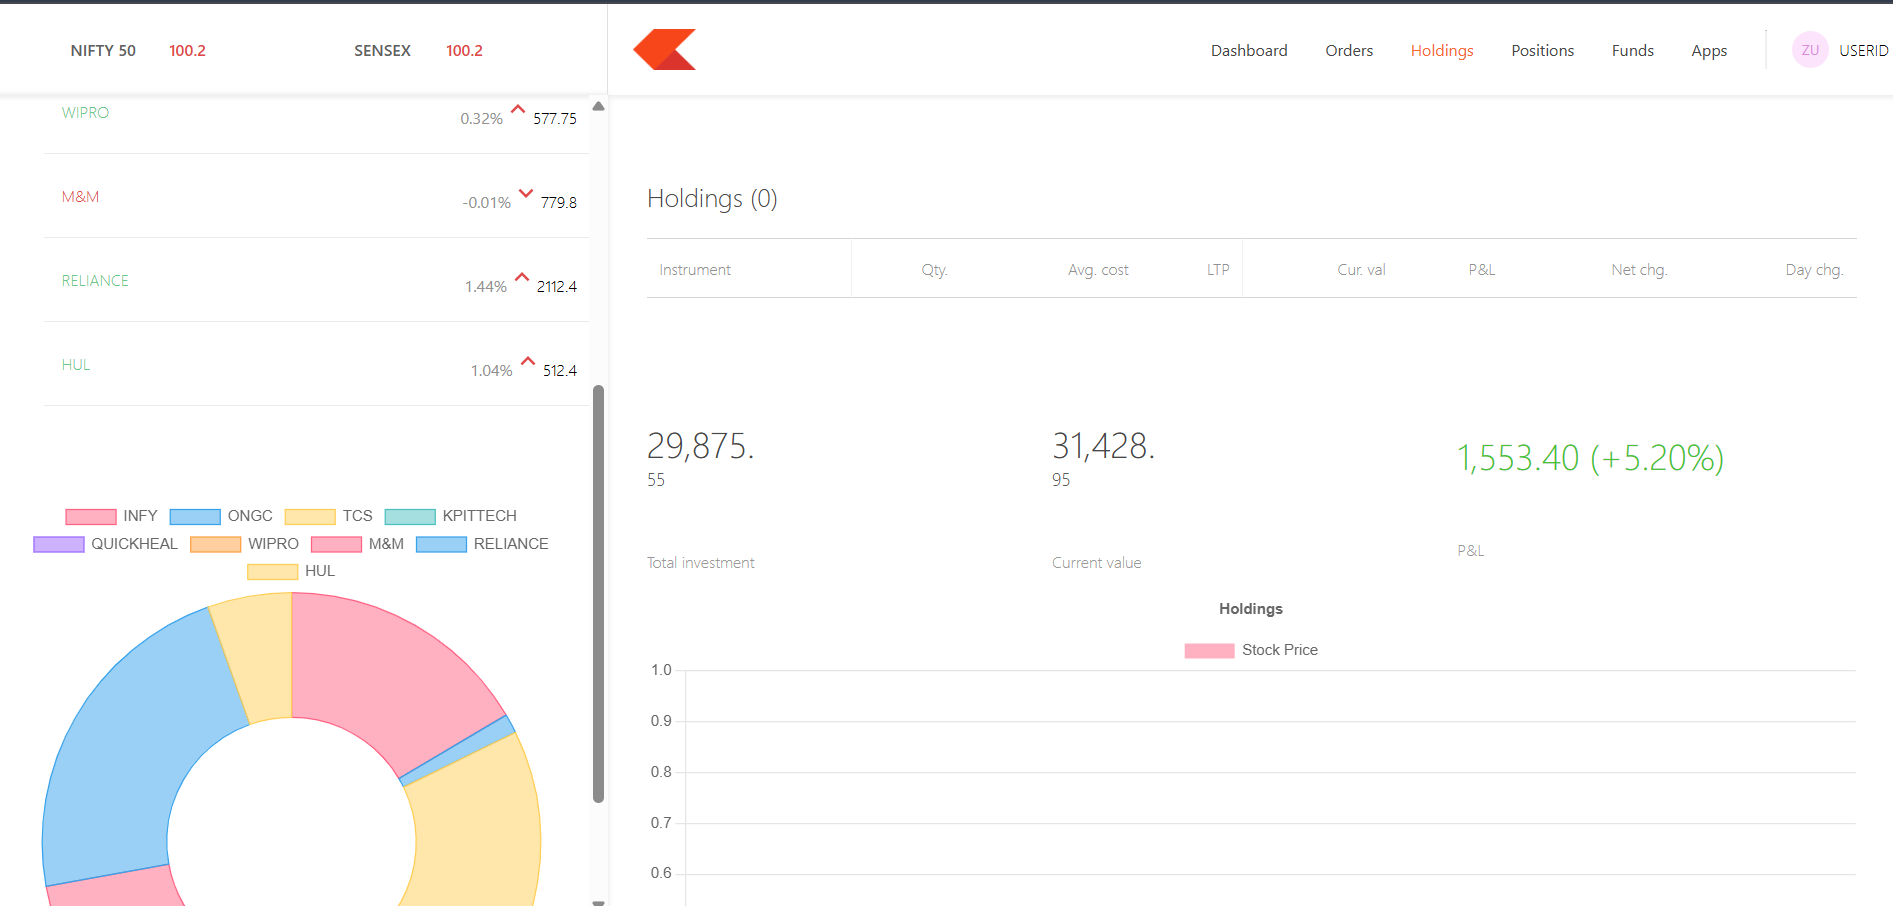 NIFTY 50 100.2 SENSEX 100.2
Dashboard Orders Holdings Positions Funds Apps ZU USERID
WIPRO 0.32% 577.75
M&M -0.01% 779.8
RELIANCE 1.44% 2112.4
HUL 1.04% 512.4
INFY ONGC TCS KPITTECH
QUICKHEAL WIPRO M&M RELIANCE
HUL
Holdings (0)
Instrument Qty. Avg. cost LTP Cur. val P&L Net chg. Day chg.
29,875.
55
Total investment
31,428.
95
Current value
1,553.40 (+5.20%)
P&L
Holdings
Stock Price
1.0
0.9
0.8
0.7
0.6